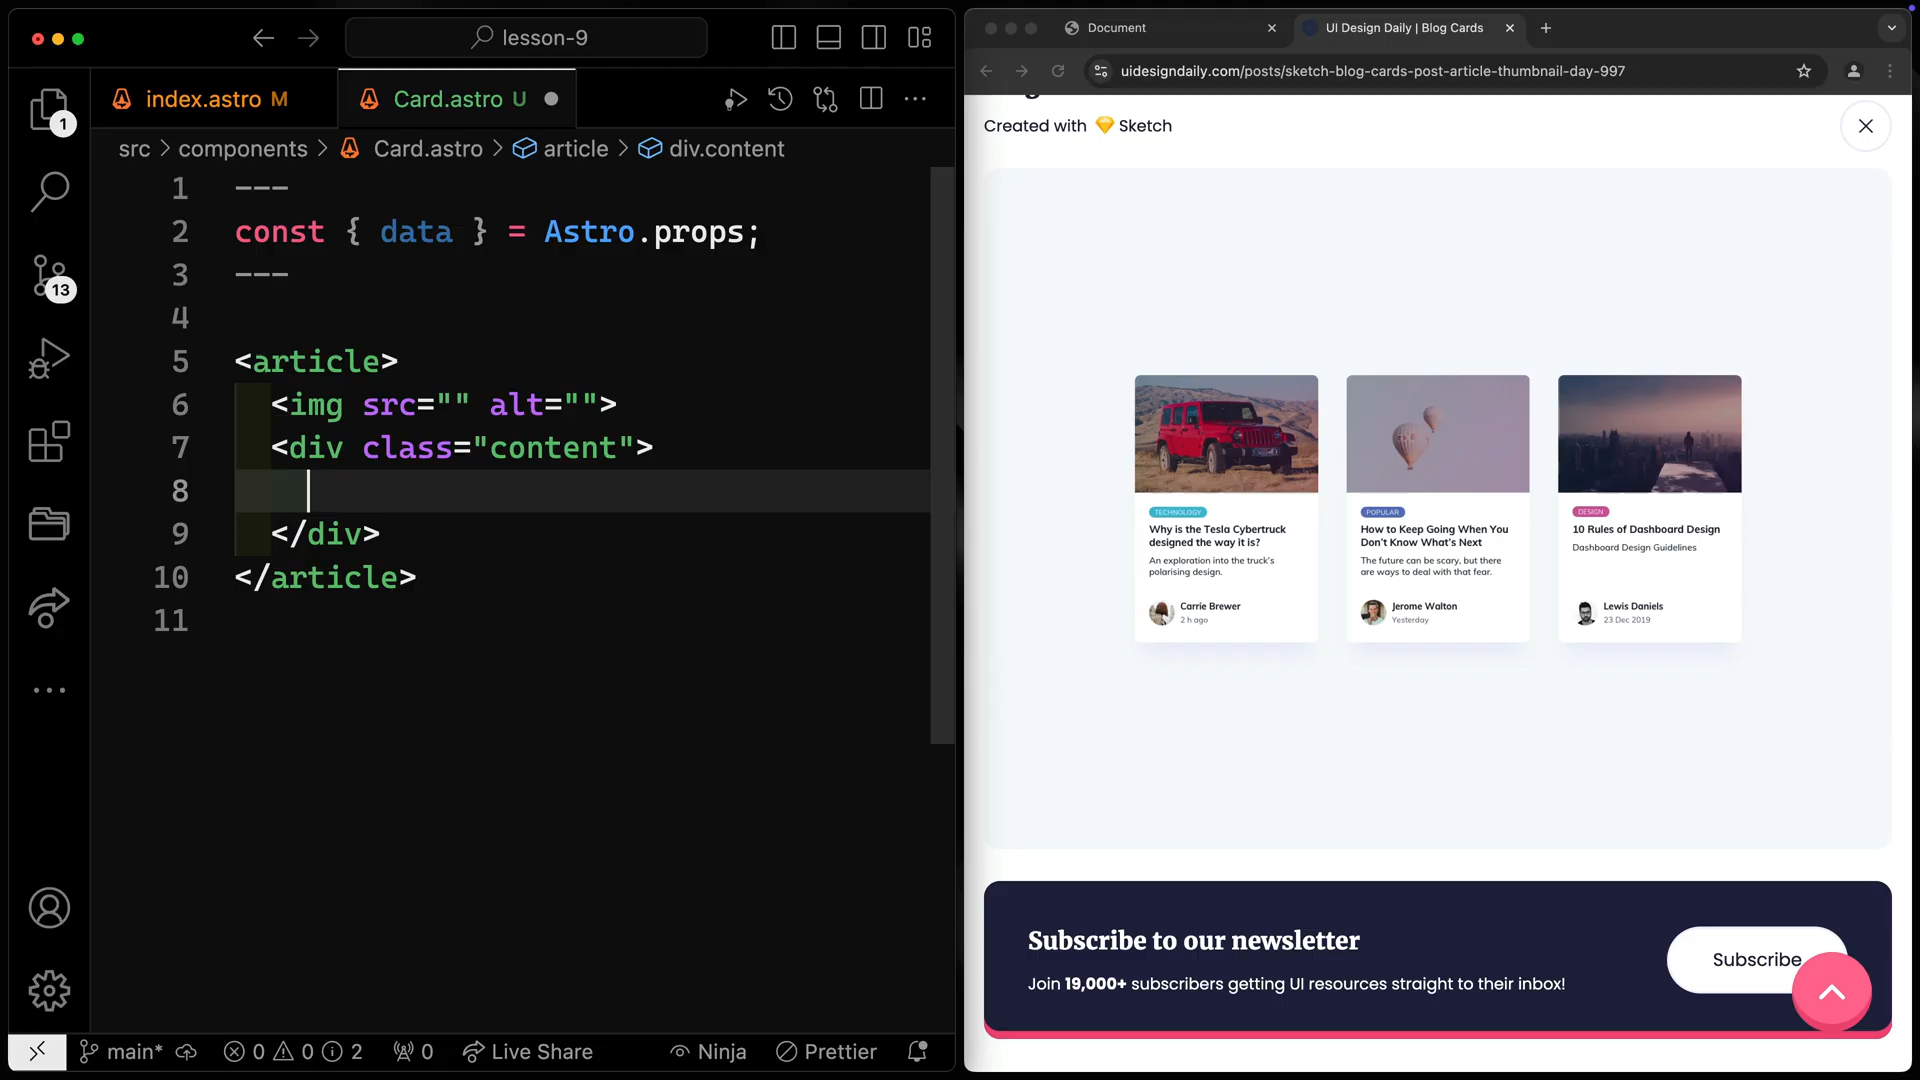 lesson-9
index.astro M
Card.astro U
src > components > Card.astro > article > div.content
1 ---
2 const { data } = Astro.props;
3 ---
4
5 <article>
6 <img src="" alt="">
7 <div class="content">
8
9 </div>
10 </article>
11
1
13
main*
0 0 2
0
Live Share
Ninja
Prettier
Document
UI Design Daily | Blog Cards
uidesigndaily.com/posts/sketch-blog-cards-post-article-thumbnail-day-997
Created with Sketch
TECHNOLOGY
Why is the Tesla Cybertruck
designed the way it is?
An exploration into the truck's
polarising design.
Carrie Brewer
2 h ago
POPULAR
How to Keep Going When You
Don't Know What's Next
The future can be scary, but there
are ways to deal with that fear.
Jerome Walton
Yesterday
DESIGN
10 Rules of Dashboard Design
Dashboard Design Guidelines
Lewis Daniels
23 Dec 2019
Subscribe to our newsletter
Join 19,000+ subscribers getting UI resources straight to their inbox!
Subscribe